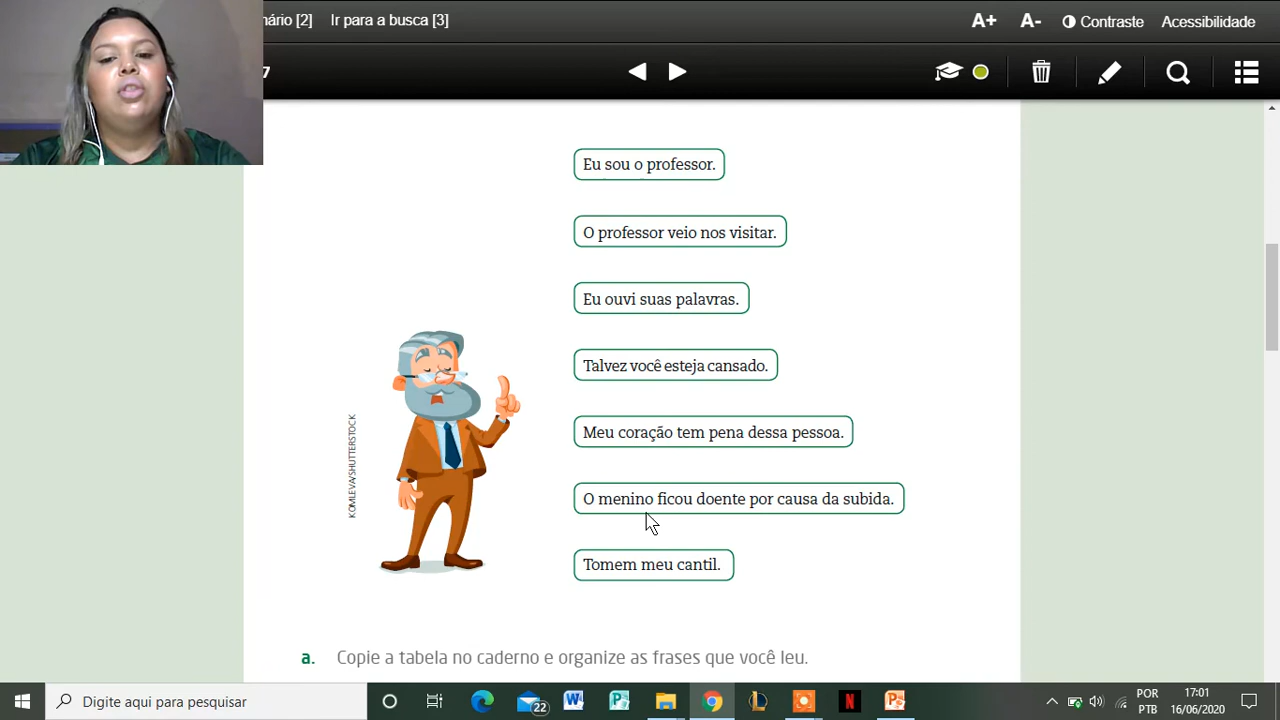 nário [2] Ir para a busca [3] A+ A- Contraste Acessibilidade
7
Eu sou o professor.
O professor veio nos visitar.
Eu ouvi suas palavras.
Talvez você esteja cansado.
Meu coração tem pena dessa pessoa.
O menino ficou doente por causa da subida.
Tomem meu cantil.
KOMLEVA/SHUTTERSTOCK
a. Copie a tabela no caderno e organize as frases que você leu.
Digite aqui para pesquisar 22 POR 17:01
PTB 16/06/2020